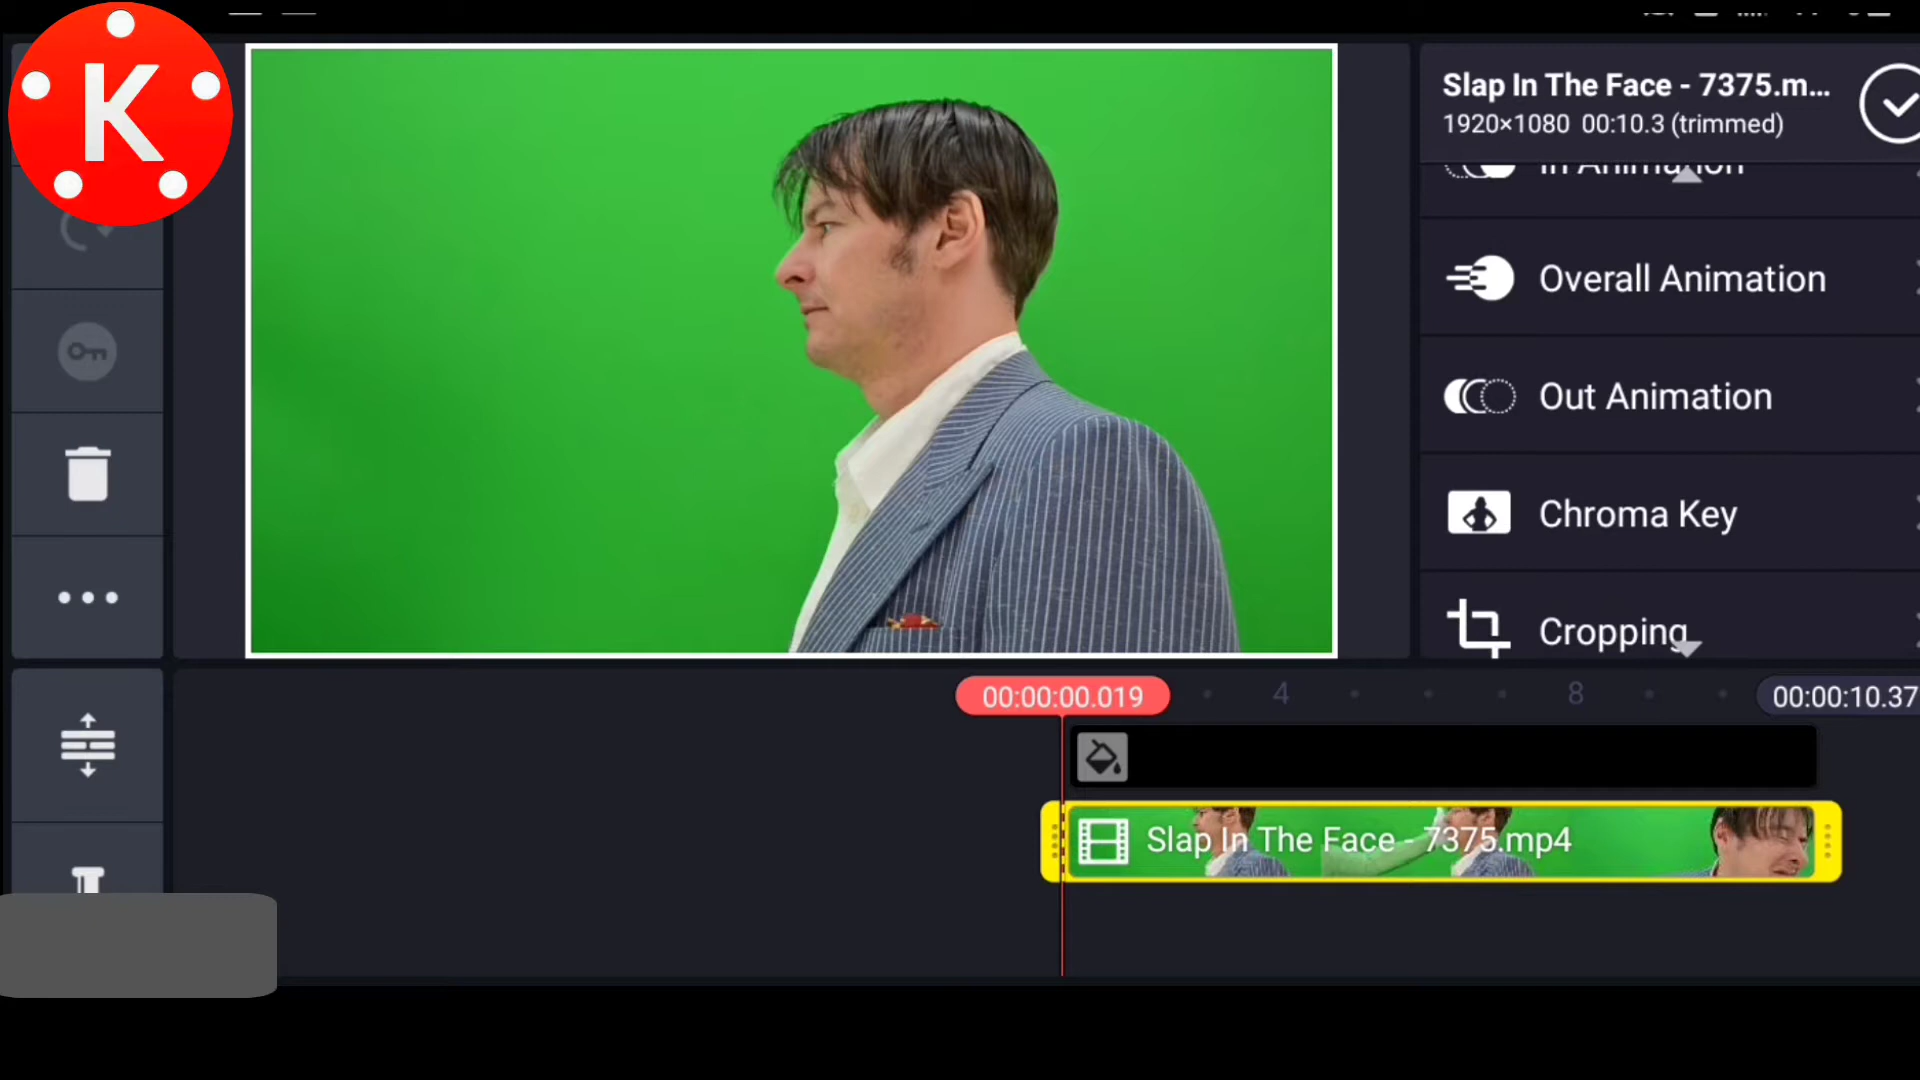 K
Slap In The Face - 7375.m...
1920×1080 00:10.3 (trimmed)
In Animation
Overall Animation
Out Animation
Chroma Key
Cropping
00:00:00.019
4
8
00:00:10.37
Slap In The Face - 7375.mp4